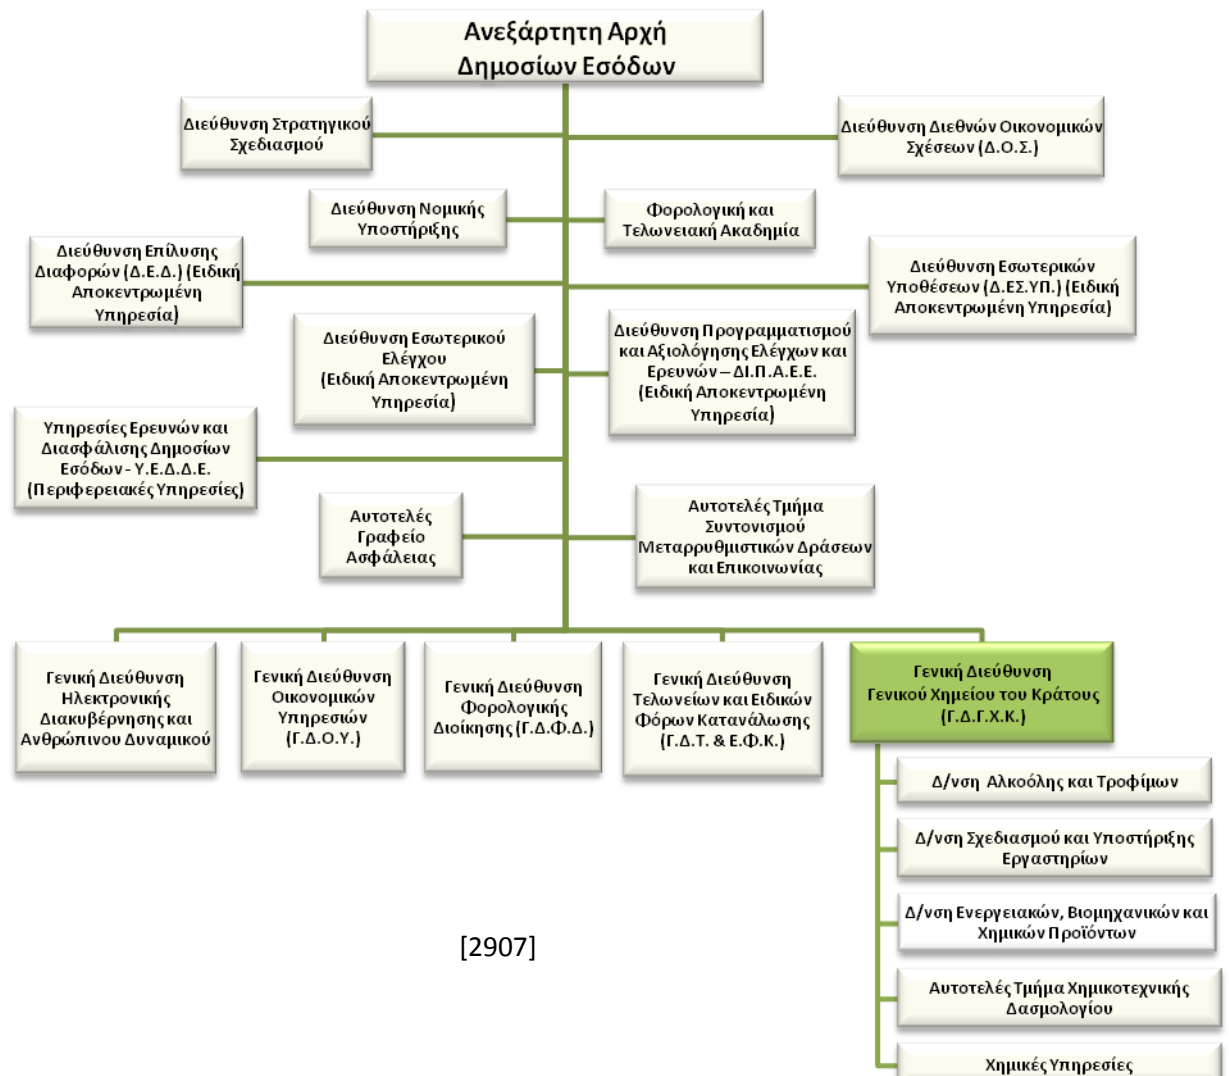 Ανεξάρτητη Αρχή
Δημοσίων Εσόδων
Διεύθυνση Στρατηγικού
Σχεδιασμού
Διεύθυνση Διεθνών Οικονομικών
Σχέσεων (Δ.Ο.Σ.)
Διεύθυνση Νομικής
Υποστήριξης
Φορολογική και
Τελωνειακή Ακαδημία
Διεύθυνση Επίλυσης
Διαφορών (Δ.Ε.Δ.) (Ειδική
Αποκεντρωμένη
Υπηρεσία)
Διεύθυνση Εσωτερικών
Υποθέσεων (Δ.ΕΣ.ΥΠ.) (Ειδική
Αποκεντρωμένη Υπηρεσία)
Διεύθυνση Εσωτερικού
Ελέγχου
(Ειδική Αποκεντρωμένη
Υπηρεσία)
Διεύθυνση Προγραμματισμού
και Αξιολόγησης Ελέγχων και
Ερευνών – ΔΙ.Π.Α.Ε.Ε.
(Ειδική Αποκεντρωμένη
Υπηρεσία)
Υπηρεσίες Ερευνών και
Διασφάλισης Δημοσίων
Εσόδων - Υ.Ε.Δ.Δ.Ε.
(Περιφερειακές Υπηρεσίες)
Αυτοτελές
Γραφείο
Ασφάλειας
Αυτοτελές Τμήμα
Συντονισμού
Μεταρρυθμιστικών Δράσεων
και Επικοινωνίας
Γενική Διεύθυνση
Ηλεκτρονικής
Διακυβέρνησης και
Ανθρώπινου Δυναμικού
Γενική Διεύθυνση
Οικονομικών
Υπηρεσιών
(Γ.Δ.Ο.Υ.)
Γενική Διεύθυνση
Φορολογικής
Διοίκησης (Γ.Δ.Φ.Δ.)
Γενική Διεύθυνση
Τελωνείων και Ειδικών
Φόρων Κατανάλωσης
(Γ.Δ.Τ. & Ε.Φ.Κ.)
Γενική Διεύθυνση
Γενικού Χημείου του Κράτους
(Γ.Δ.Γ.Χ.Κ.)
Δ/νση Αλκοόλης και Τροφίμων
Δ/νση Σχεδιασμού και Υποστήριξης
Εργαστηρίων
Δ/νση Ενεργειακών, Βιομηχανικών και
Χημικών Προϊόντων
Αυτοτελές Τμήμα Χημικοτεχνικής
Δασμολογίου
Χημικές Υπηρεσίες
[2907]